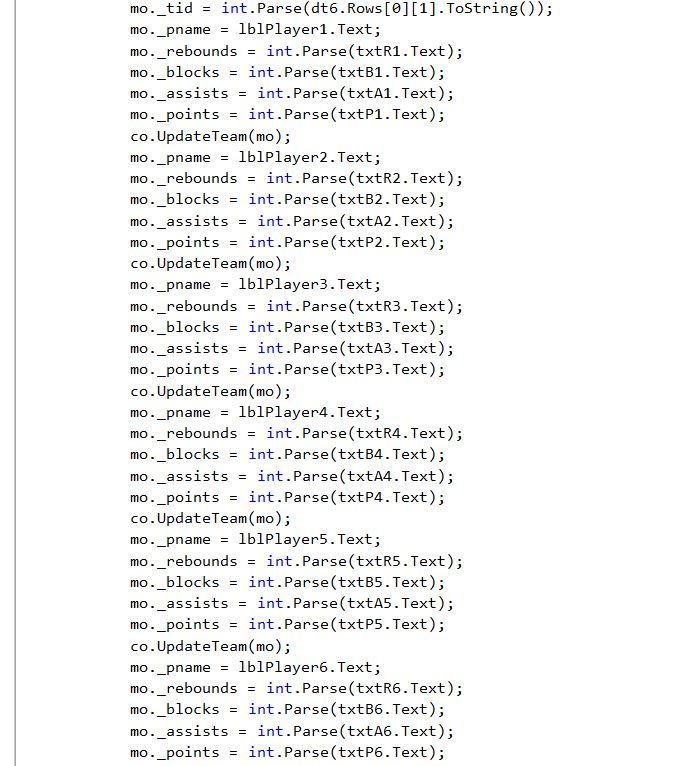 mo._tid = int.Parse(dt6.Rows[0][1].ToString());
mo._pname = lblPlayer1.Text;
mo._rebounds = int.Parse(txtR1.Text);
mo._blocks = int.Parse(txtB1.Text);
mo._assists = int.Parse(txtA1.Text);
mo._points = int.Parse(txtP1.Text);
co.UpdateTeam(mo);
mo._pname = lblPlayer2.Text;
mo._rebounds = int.Parse(txtR2.Text);
mo._blocks = int.Parse(txtB2.Text);
mo._assists = int.Parse(txtA2.Text);
mo._points = int.Parse(txtP2.Text);
co.UpdateTeam(mo);
mo._pname = lblPlayer3.Text;
mo._rebounds = int.Parse(txtR3.Text);
mo._blocks = int.Parse(txtB3.Text);
mo._assists = int.Parse(txtA3.Text);
mo._points = int.Parse(txtP3.Text);
co.UpdateTeam(mo);
mo._pname = lblPlayer4.Text;
mo._rebounds = int.Parse(txtR4.Text);
mo._blocks = int.Parse(txtB4.Text);
mo._assists = int.Parse(txtA4.Text);
mo._points = int.Parse(txtP4.Text);
co.UpdateTeam(mo);
mo._pname = lblPlayer5.Text;
mo._rebounds = int.Parse(txtR5.Text);
mo._blocks = int.Parse(txtB5.Text);
mo._assists = int.Parse(txtA5.Text);
mo._points = int.Parse(txtP5.Text);
co.UpdateTeam(mo);
mo._pname = lblPlayer6.Text;
mo._rebounds = int.Parse(txtR6.Text);
mo._blocks = int.Parse(txtB6.Text);
mo._assists = int.Parse(txtA6.Text);
mo._points = int.Parse(txtP6.Text);